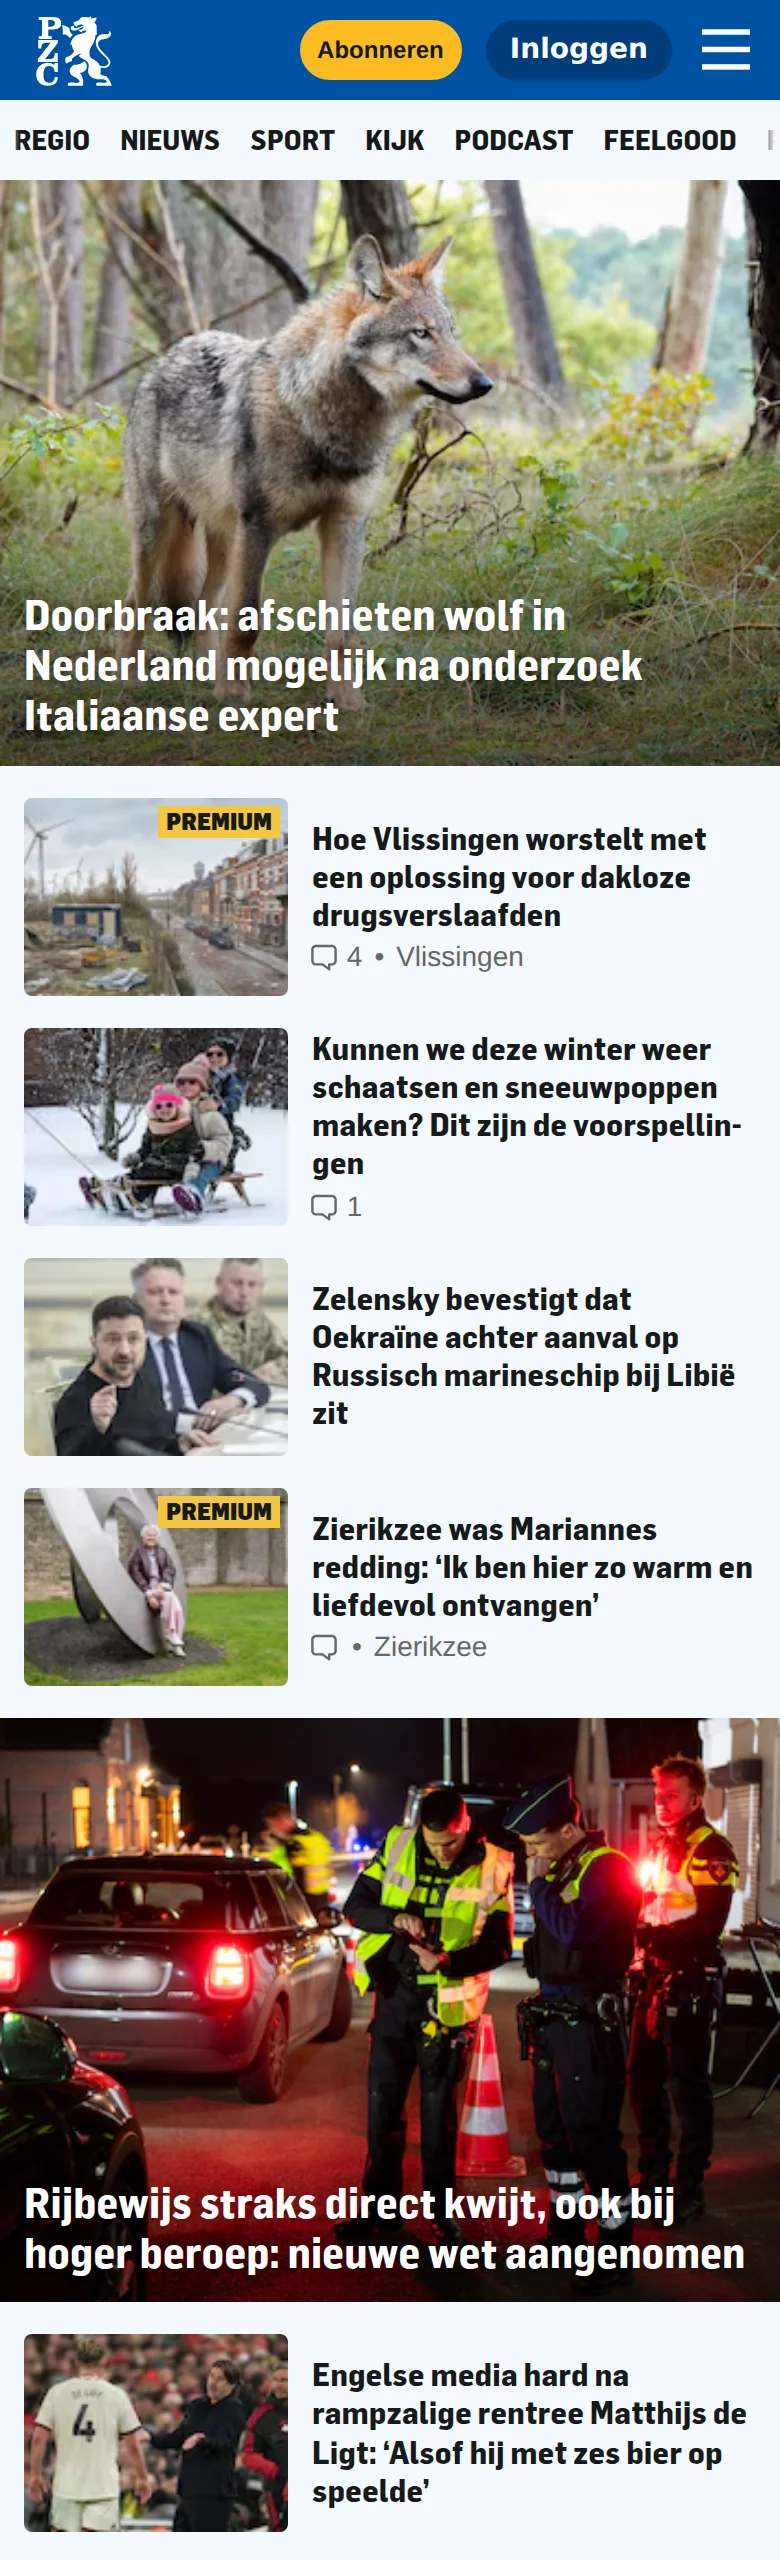 PZC
Abonneren
Inloggen
REGIO NIEUWS SPORT KIJK PODCAST FEELGOOD
Doorbraak: afschieten wolf in
Nederland mogelijk na onderzoek
Italiaanse expert
PREMIUM
Hoe Vlissingen worstelt met
een oplossing voor dakloze
drugsverslaafden
4 • Vlissingen
Kunnen we deze winter weer
schaatsen en sneeuwpoppen
maken? Dit zijn de voorspellin-
gen
1
Zelensky bevestigt dat
Oekraïne achter aanval op
Russisch marineschip bij Libië
zit
PREMIUM
Zierikzee was Mariannes
redding: ‘Ik ben hier zo warm en
liefdevol ontvangen’
• Zierikzee
Rijbewijs straks direct kwijt, ook bij
hoger beroep: nieuwe wet aangenomen
4
Engelse media hard na
rampzalige rentree Matthijs de
Ligt: ‘Alsof hij met zes bier op
speelde’